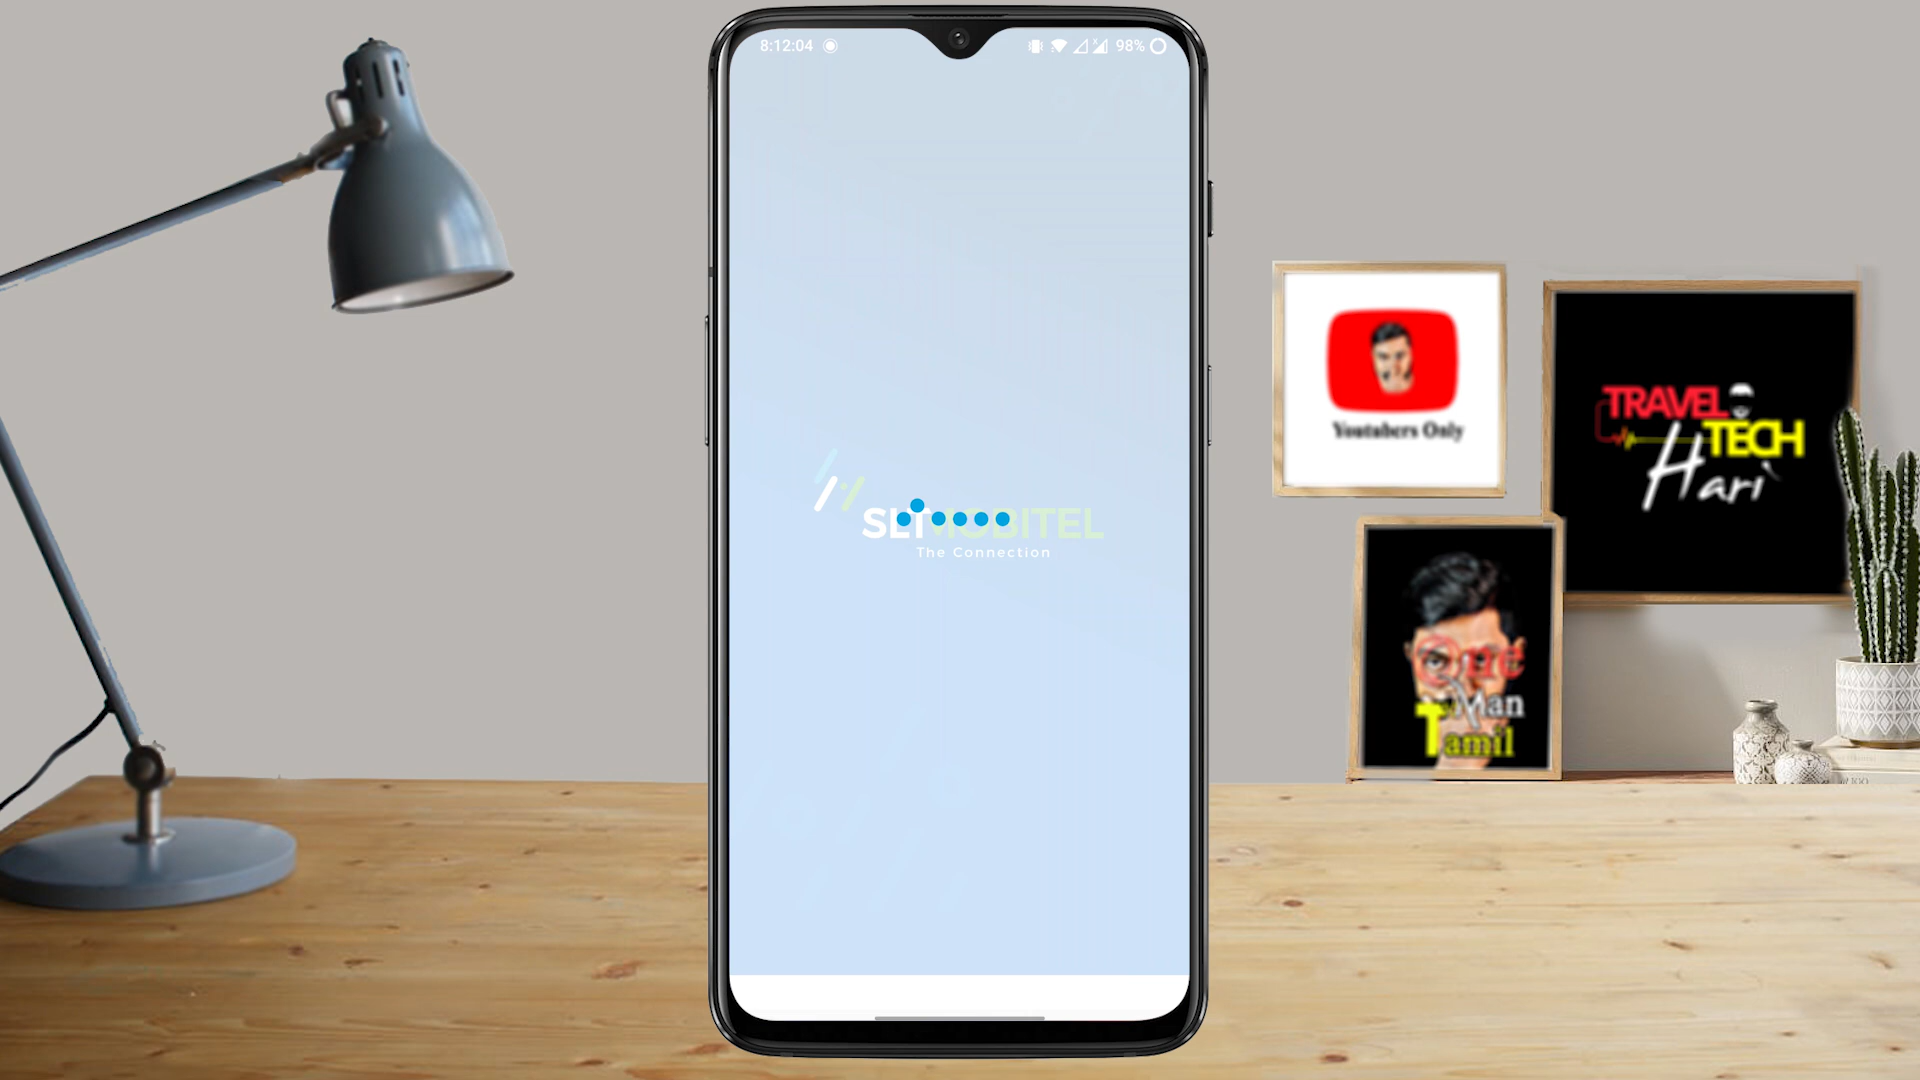 8:12:04
98%
SLTMOBITEL
The Connection
Youtubers Only
TRAVEL
TECH
Hari
One
Man
Tamil